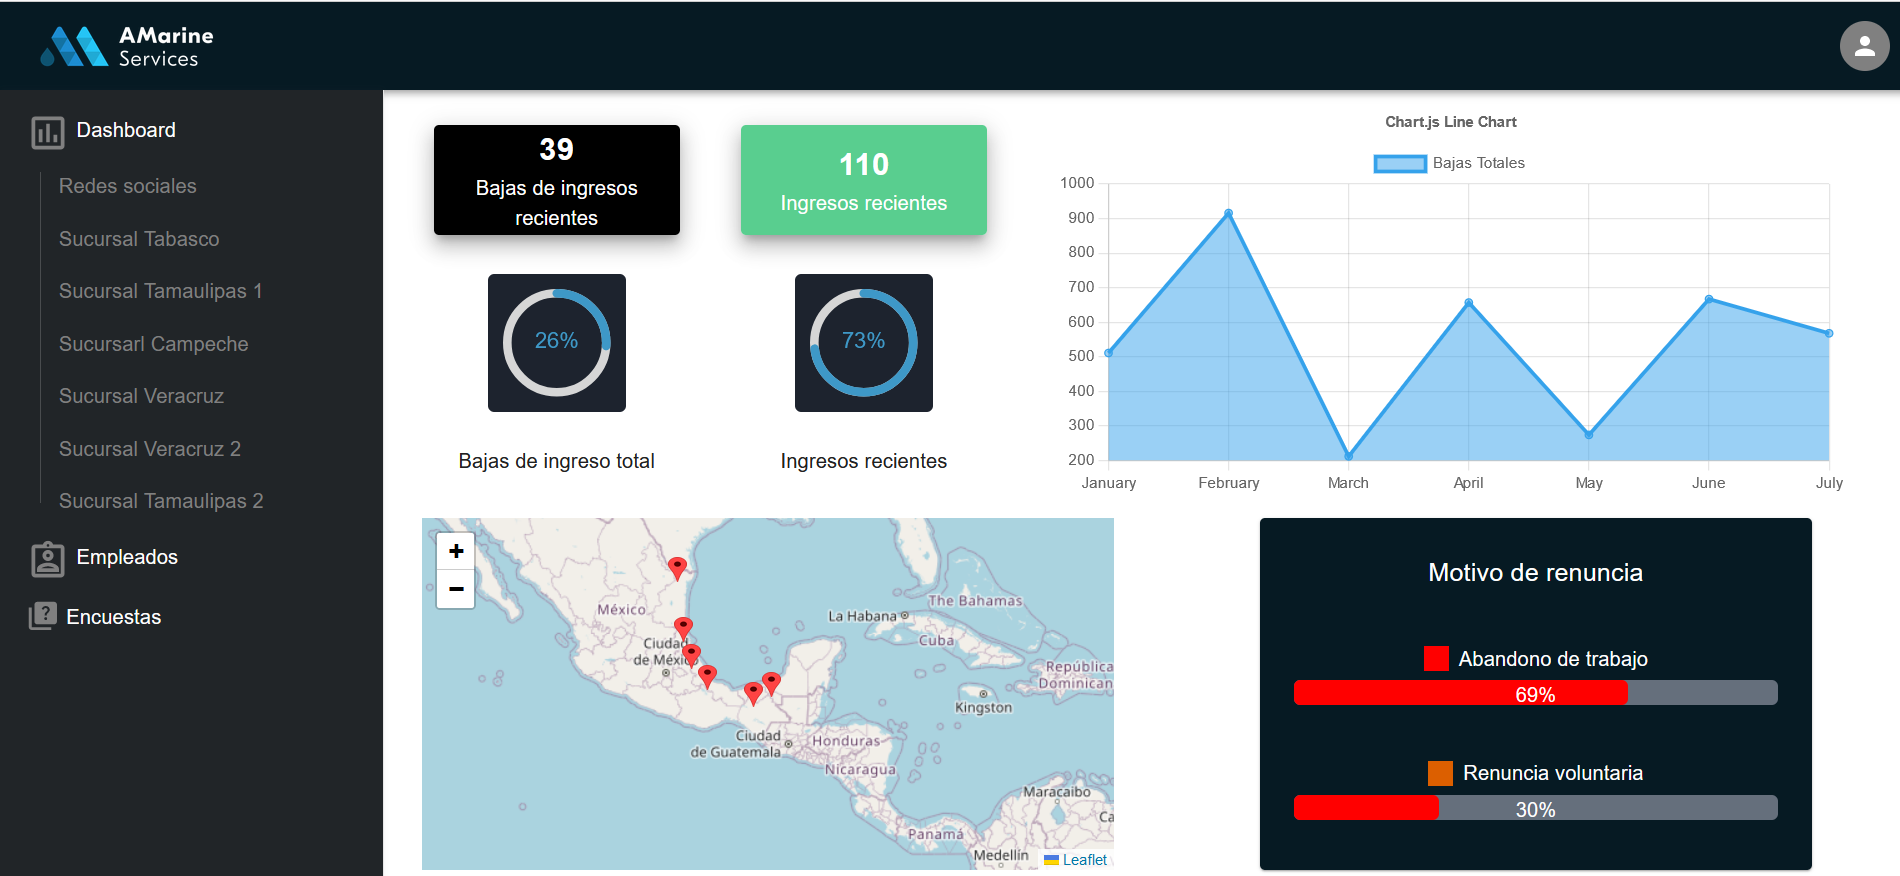 AMarine
Services
Dashboard
Redes sociales
Sucursal Tabasco
Sucursal Tamaulipas 1
Sucursarl Campeche
Sucursal Veracruz
Sucursal Veracruz 2
Sucursal Tamaulipas 2
Empleados
Encuestas
39
Bajas de ingresos
recientes
110
Ingresos recientes
26%
Bajas de ingreso total
73%
Ingresos recientes
Chart.js Line Chart
Bajas Totales
1000
900
800
700
600
500
400
300
200
January February March April May June July
+
−
México
Ciudad
de México
La Habana
The Bahamas
Cuba
República
Dominican
Kingston
Ciudad
de Guatemala
Honduras
Nicaragua
Maracaibo
Ca
Panamá
Medellín
Leaflet
Motivo de renuncia
Abandono de trabajo
69%
Renuncia voluntaria
30%